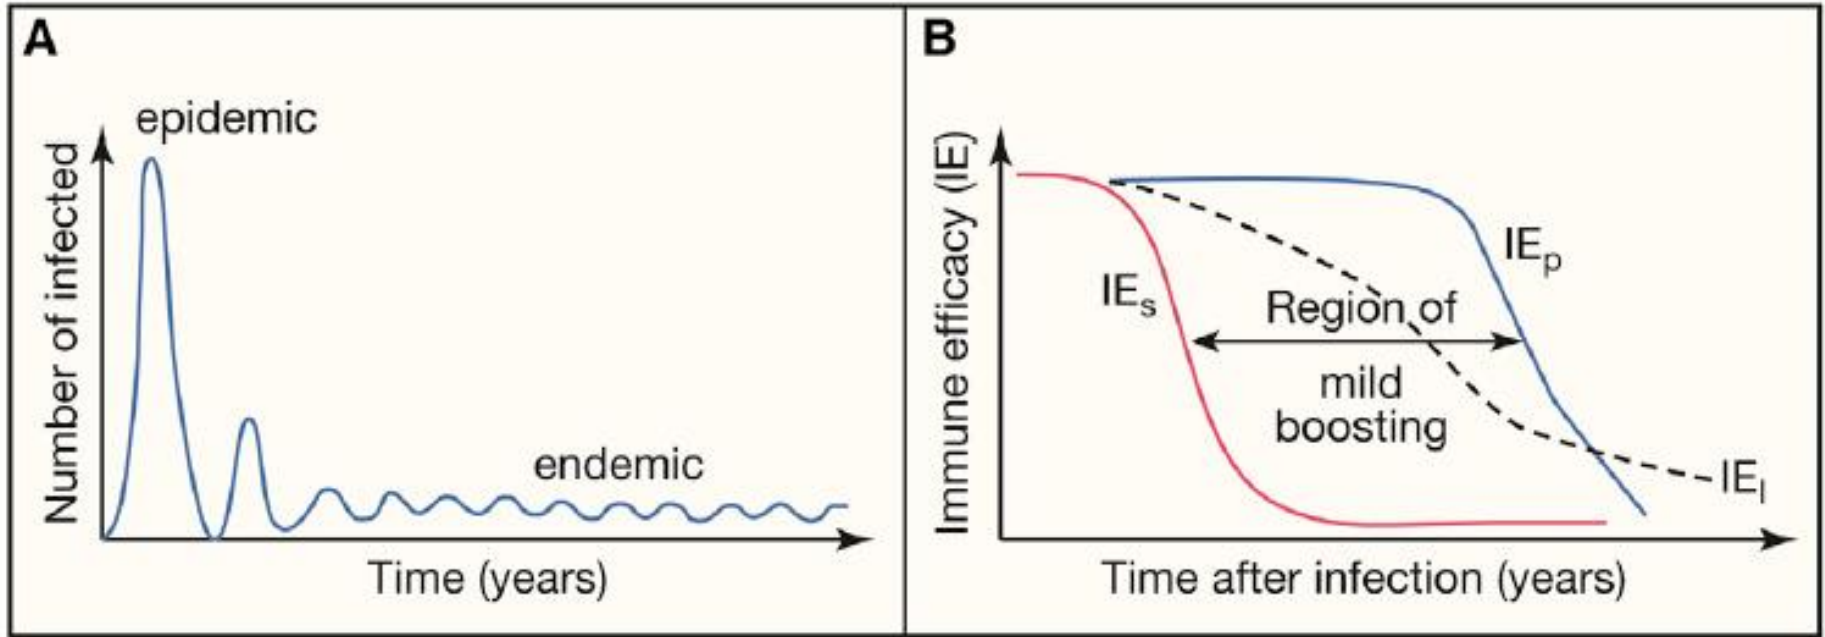 A
epidemic
Number of infected
endemic
Time (years)
B
Immune efficacy (IE)
IEs
IEp
Region of
mild
boosting
IEl
Time after infection (years)